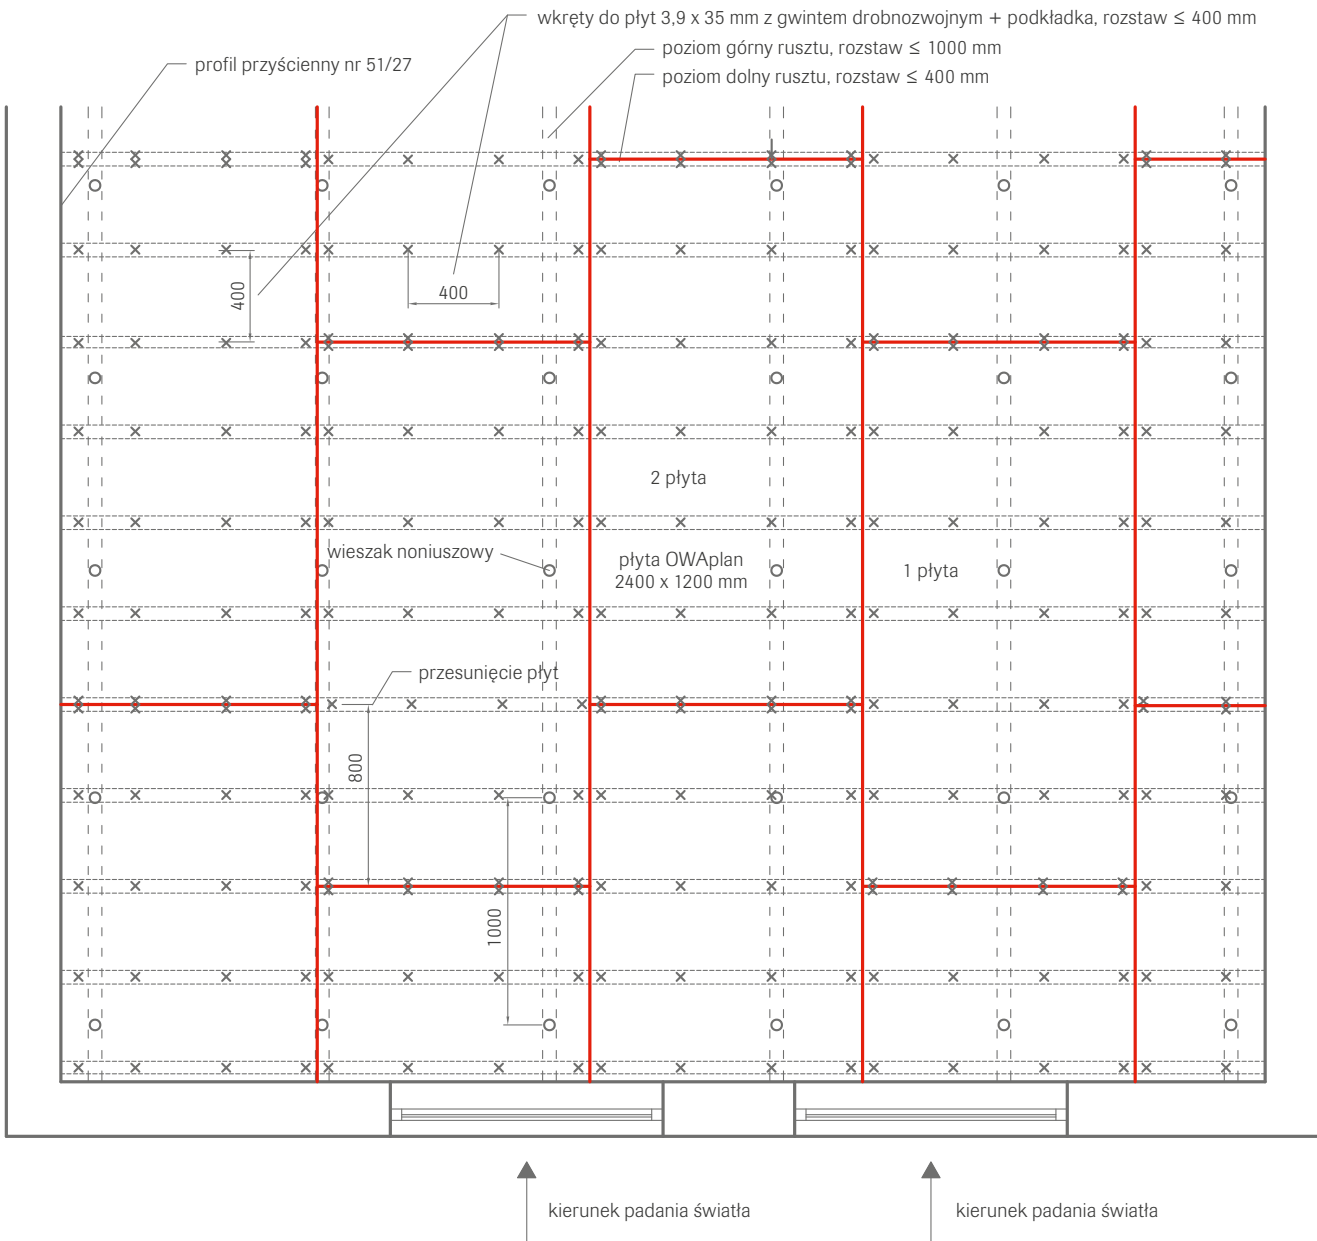 wkręty do płyt 3,9 x 35 mm z gwintem drobnozwojnym + podkładka, rozstaw ≤ 400 mm
poziom górny rusztu, rozstaw ≤ 1000 mm
profil przyścienny nr 51/27
poziom dolny rusztu, rozstaw ≤ 400 mm
400
400
2 płyta
wieszak noniuszowy
płyta OWAplan
2400 x 1200 mm
1 płyta
przesunięcie płyt
800
1000
kierunek padania światła
kierunek padania światła